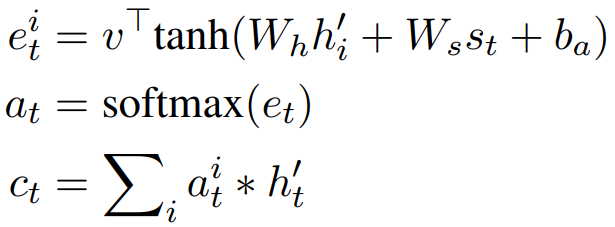 e_t^i = v^⊤ tanh(W_h h'_i + W_s s_t + b_a)
a_t = softmax(e_t)
c_t = ∑_i a_t^i * h'_t